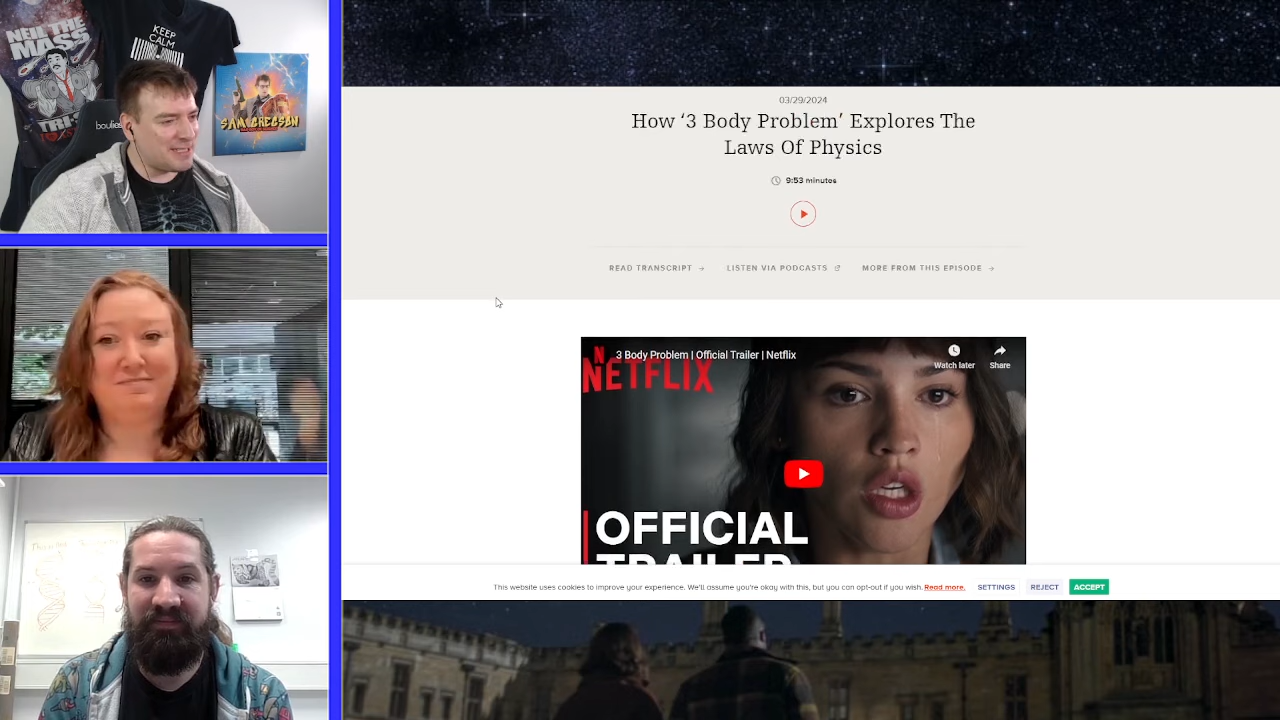 NEIL THE
MASS
TRI
KEEP
CALM
boulies
SAM GREGSON
03/29/2024
How ‘3 Body Problem’ Explores The
Laws Of Physics
9:53 minutes
READ TRANSCRIPT
LISTEN VIA PODCASTS
MORE FROM THIS EPISODE
N
NETFLIX
3 Body Problem | Official Trailer | Netflix
Watch later
Share
OFFICIAL
TRAILER
This website uses cookies to improve your experience. We'll assume you're okay with this, but you can opt-out if you wish. Read more.
SETTINGS
REJECT
ACCEPT